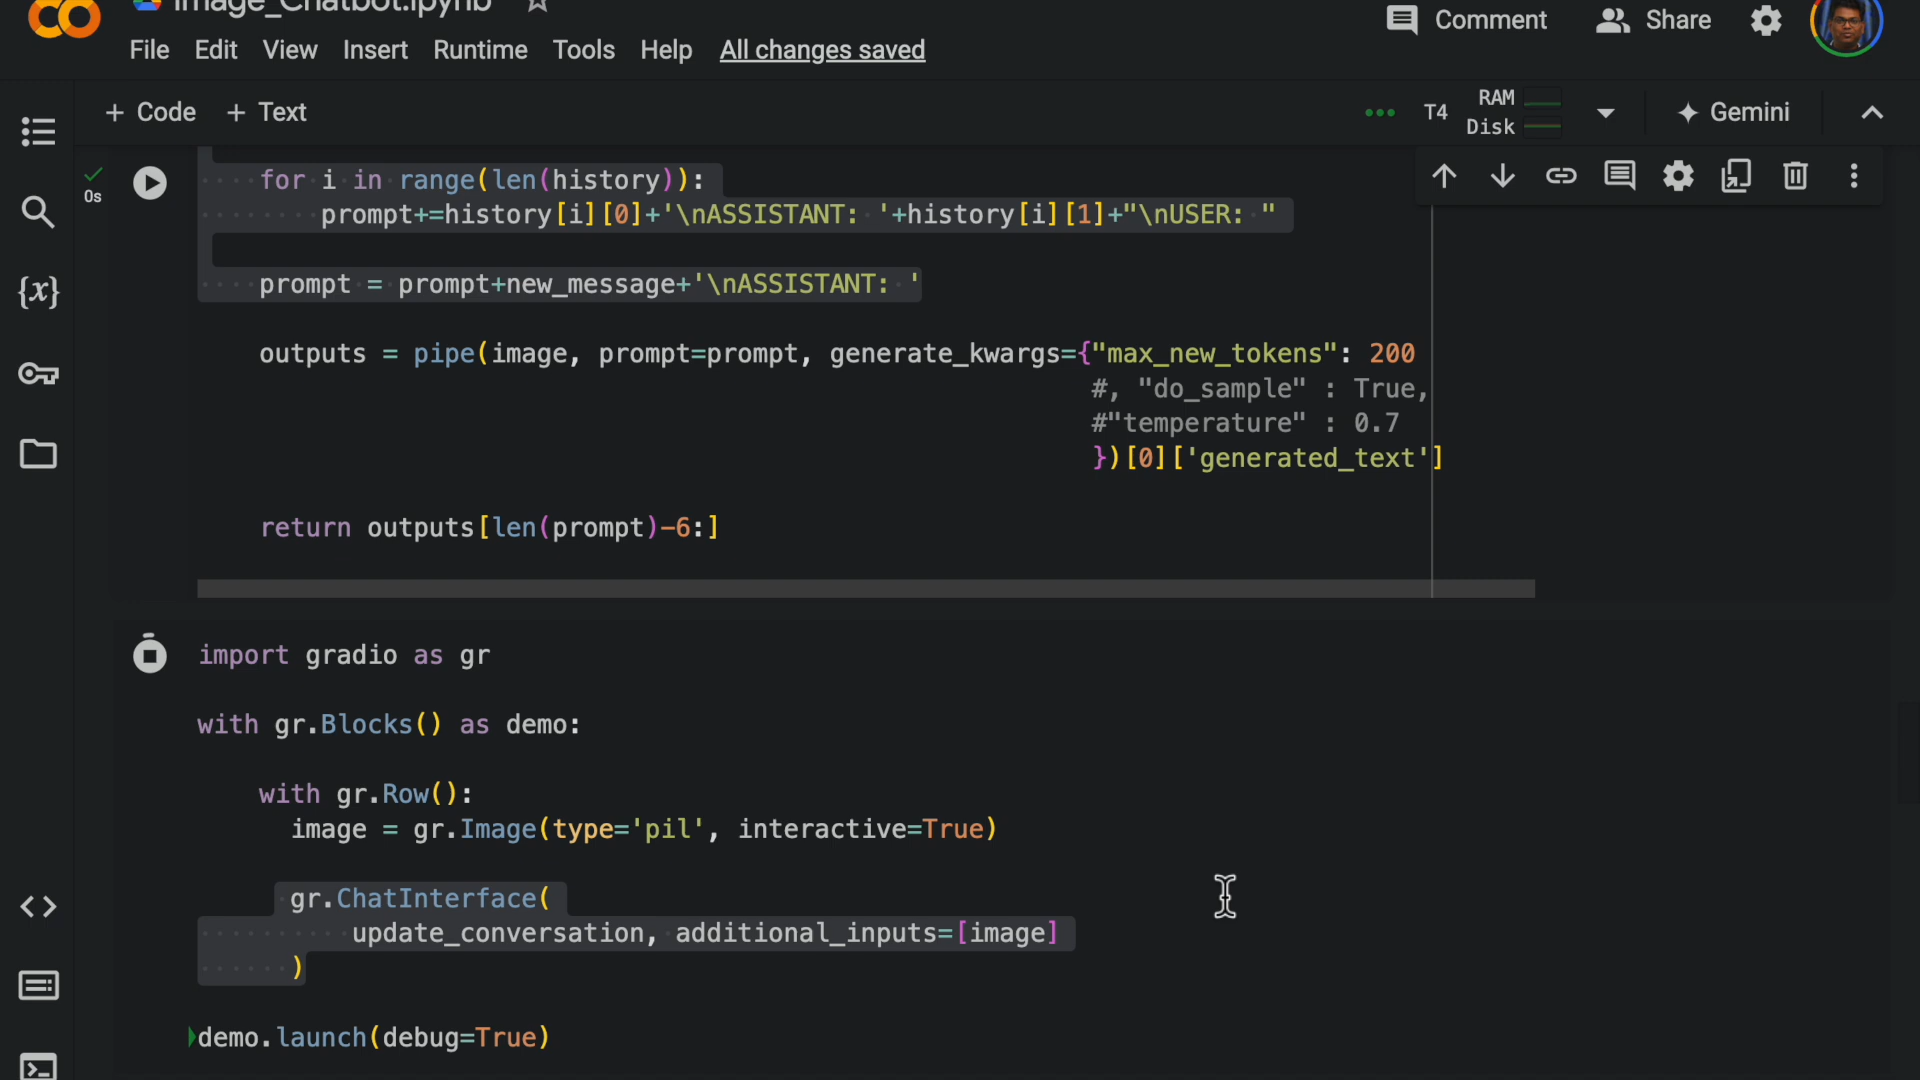 Image_Chatbot.ipynb
Comment
Share
File Edit View Insert Runtime Tools Help All changes saved
+ Code + Text
T4
RAM
Disk
Gemini
0s
for i in range(len(history)):
prompt+=history[i][0]+'\nASSISTANT: '+history[i][1]+"\nUSER: "
prompt = prompt+new_message+'\nASSISTANT: '
outputs = pipe(image, prompt=prompt, generate_kwargs={"max_new_tokens": 200
#, "do_sample" : True,
#"temperature" : 0.7
})[0]['generated_text']
return outputs[len(prompt)-6:]
import gradio as gr
with gr.Blocks() as demo:
with gr.Row():
image = gr.Image(type='pil', interactive=True)
gr.ChatInterface(
update_conversation, additional_inputs=[image]
)
demo.launch(debug=True)